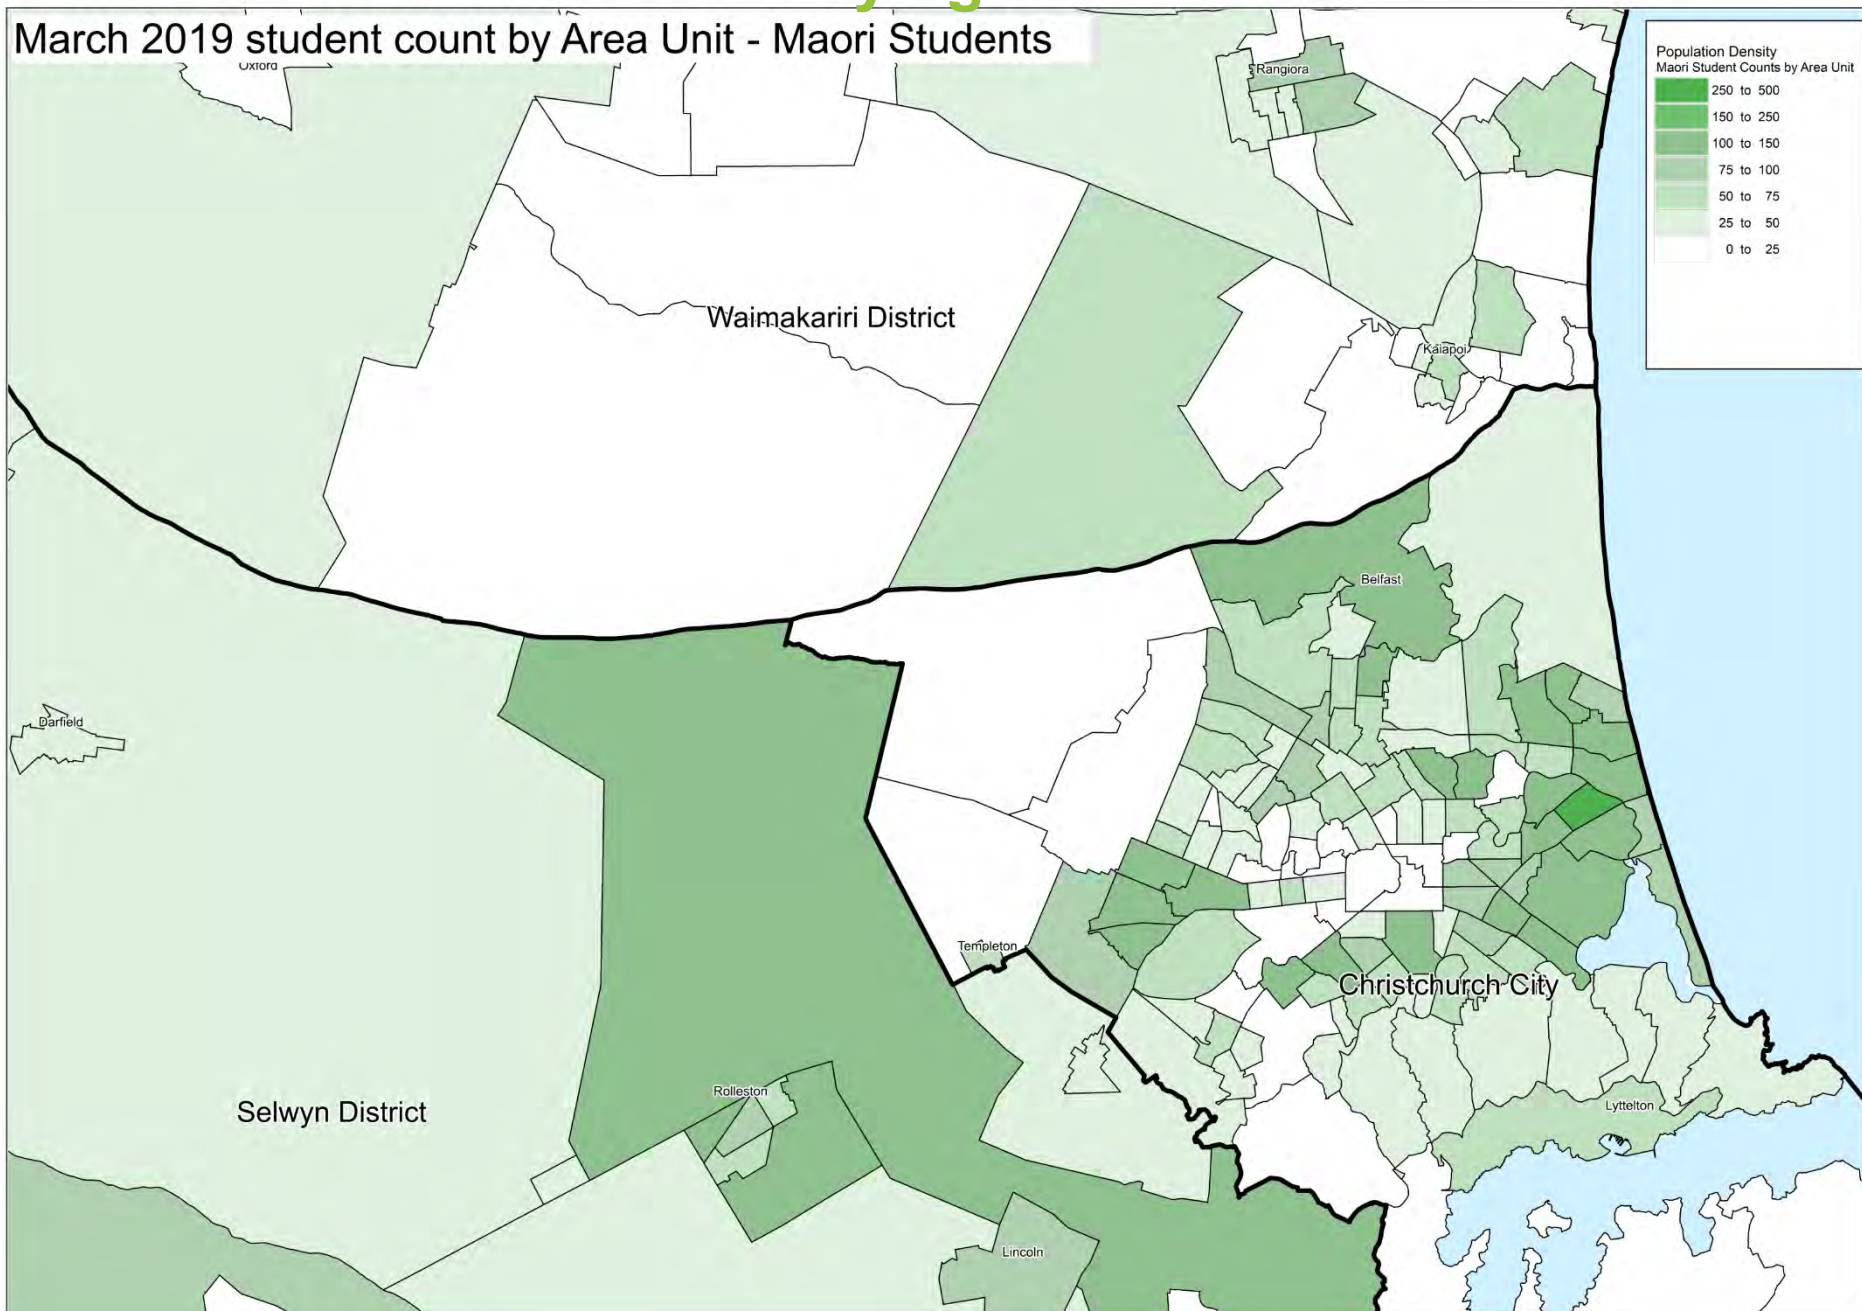 March 2019 student count by Area Unit - Maori Students
Population Density
Maori Student Counts by Area Unit
250 to 500
150 to 250
100 to 150
75 to 100
50 to 75
25 to 50
0 to 25
Oxford
Rangiora
Waimakariri District
Kaiapoi
Belfast
Darfield
Templeton
Christchurch City
Rolleston
Selwyn District
Lyttelton
Lincoln